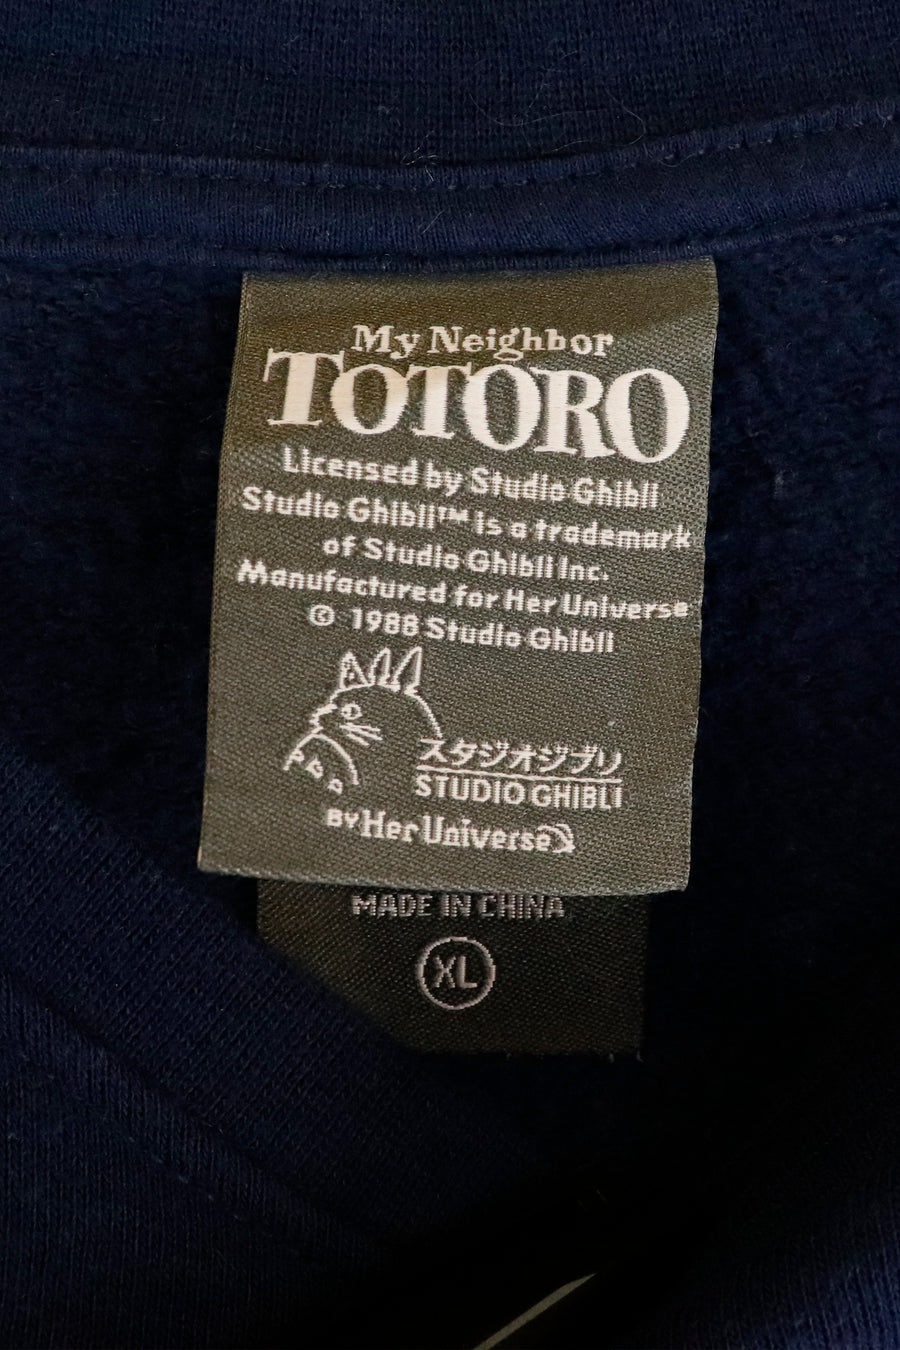 My Neighbor
TOTORO
Licensed by Studio Ghibli
Studio Ghibli™ is a trademark
of Studio Ghibli Inc.
Manufactured for Her Universe
© 1988 Studio Ghibli
スタジオジブリ
STUDIO GHIBLI
BY Her Universe
MADE IN CHINA
XL